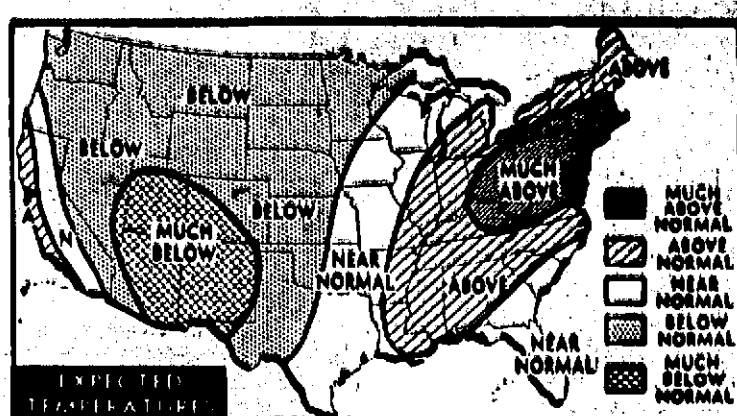 ABOVE
BELOW
BELOW
MUCH
ABOVE
BELOW
MUCH
BELOW
N
A
NEAR
NORMAL
ABOVE
NEAR
NORMAL
MUCH
ABOVE
NORMAL
ABOVE
NORMAL
NEAR
NORMAL
BELOW
NORMAL
MUCH
BELOW
NORMAL
EXPECTED
TEMPERATURES